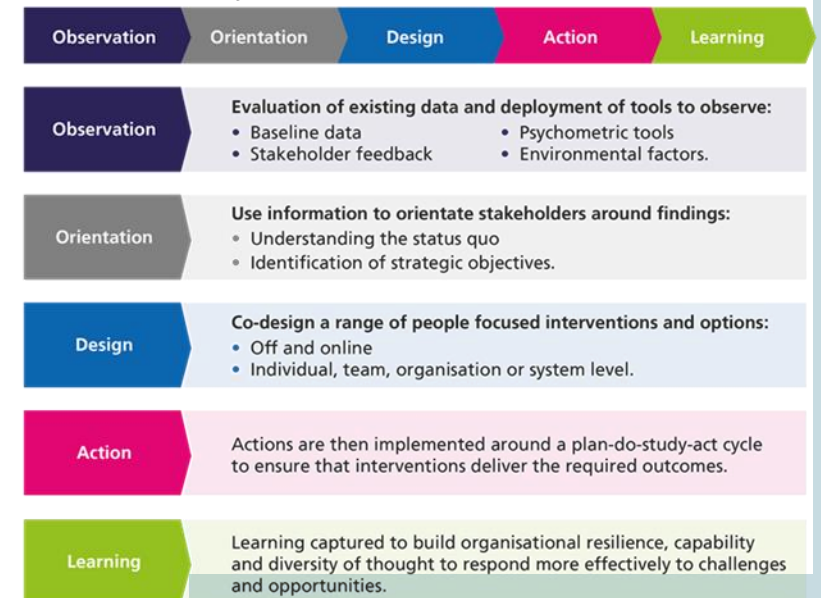 Observation Orientation Design Action Learning
Observation
Evaluation of existing data and deployment of tools to observe:
• Baseline data
• Psychometric tools
• Stakeholder feedback
• Environmental factors.
Orientation
Use information to orientate stakeholders around findings:
• Understanding the status quo
• Identification of strategic objectives.
Design
Co-design a range of people focused interventions and options:
• Off and online
• Individual, team, organisation or system level.
Action
Actions are then implemented around a plan-do-study-act cycle
to ensure that interventions deliver the required outcomes.
Learning
Learning captured to build organisational resilience, capability
and diversity of thought to respond more effectively to challenges
and opportunities.